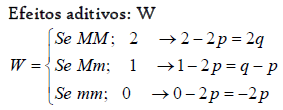 Efeitos aditivos: W
Se MM; 2 → 2 − 2p = 2q
W = { Se Mm; 1 → 1 − 2p = q − p
Se mm; 0 → 0 − 2p = −2p